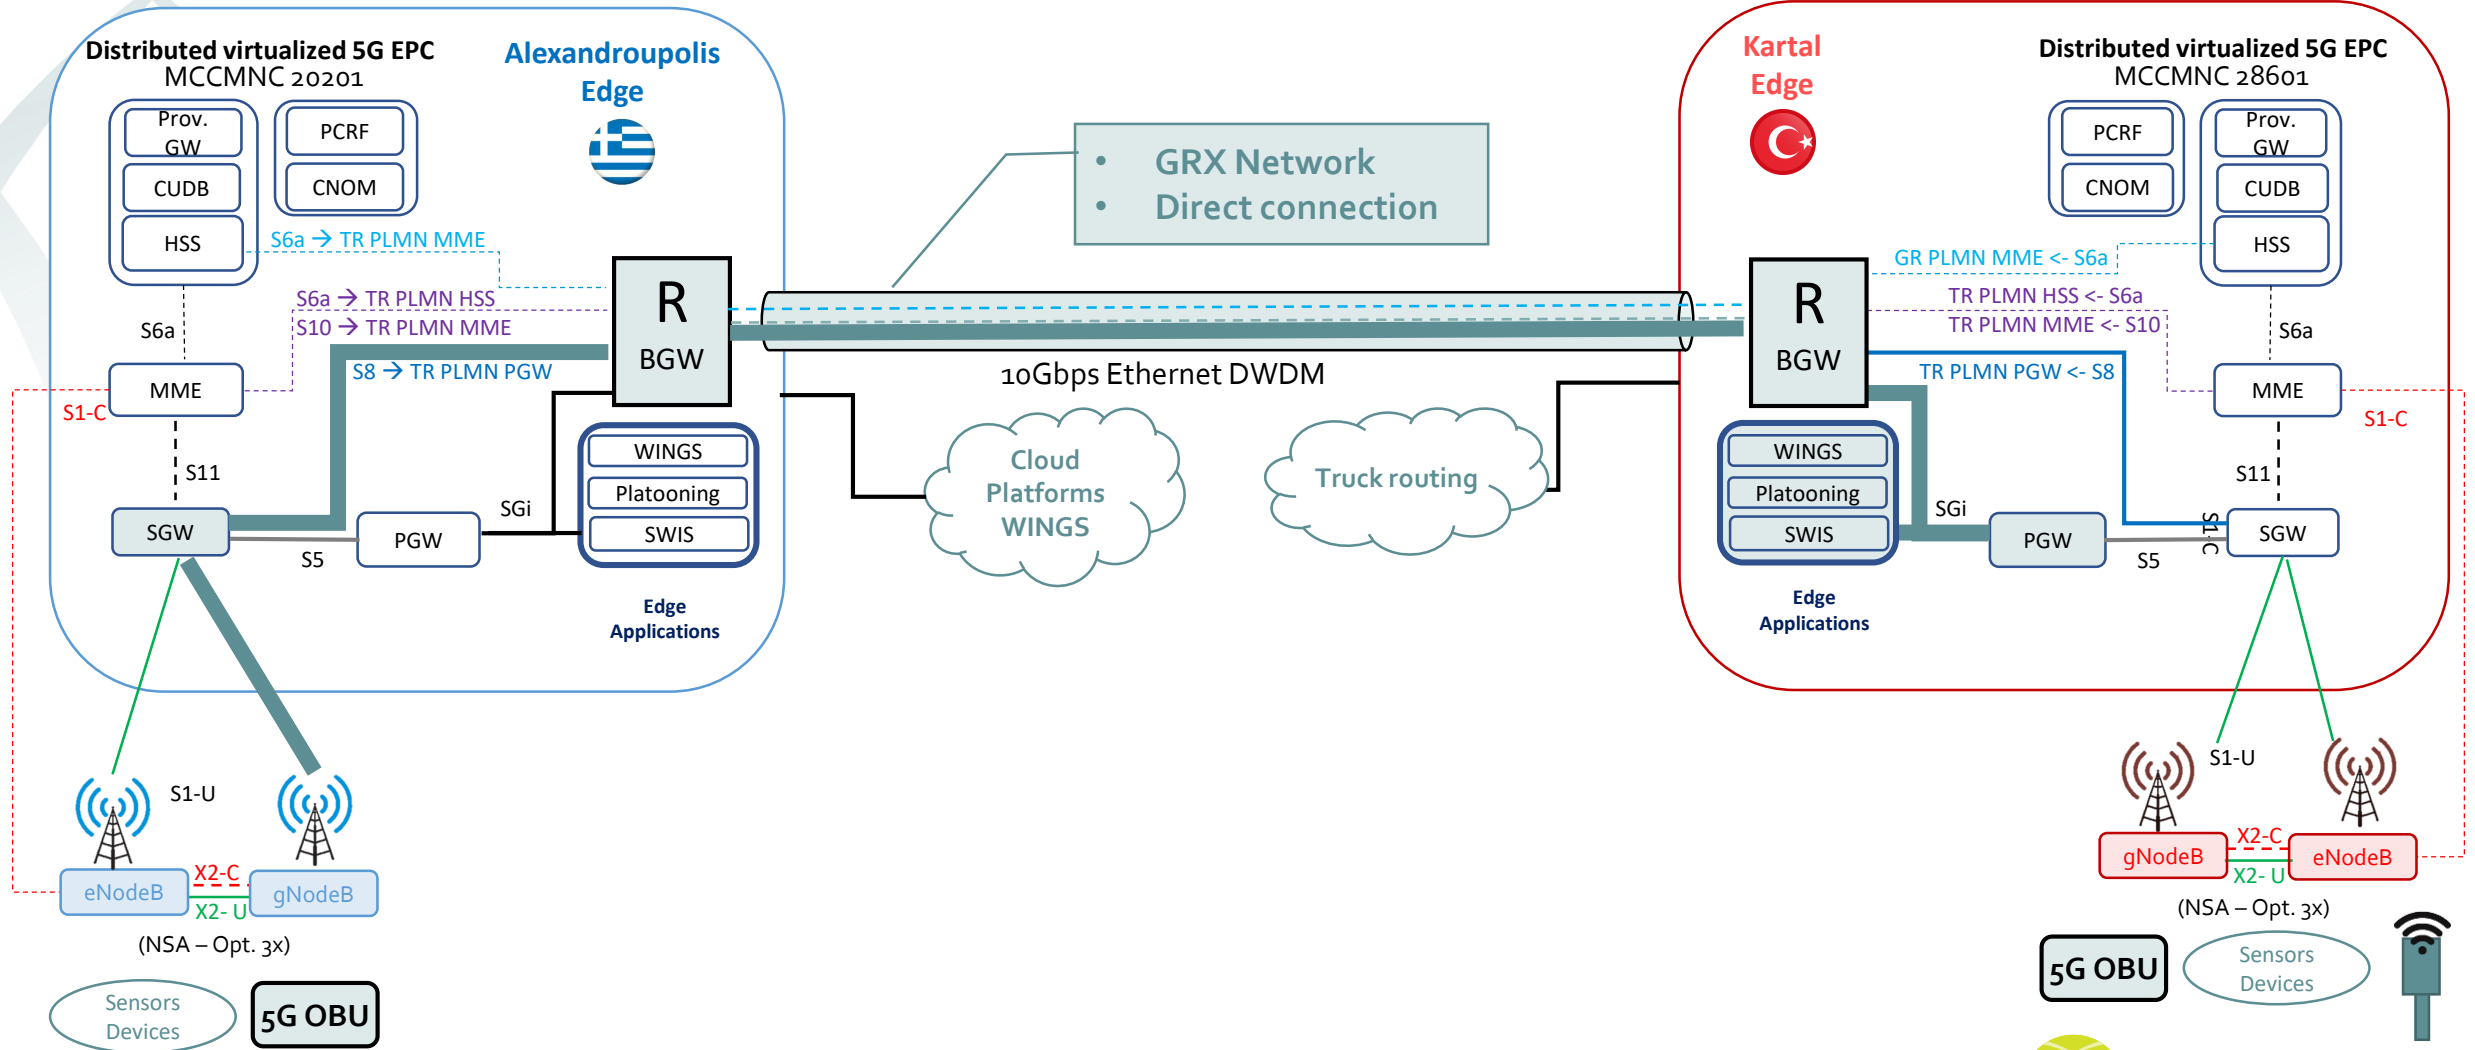 Distributed virtualized 5G EPC
MCCMNC 20201
Alexandroupolis
Edge
Prov.
GW
CUDB
HSS
PCRF
CNOM
S6a → TR PLMN MME
S6a → TR PLMN HSS
S10 → TR PLMN MME
S8 → TR PLMN PGW
S6a
MME
S1-C
S11
SGW
S5
PGW
SGi
R
BGW
WINGS
Platooning
SWIS
Edge
Applications
S1-U
eNodeB
X2-C
X2- U
gNodeB
(NSA – Opt. 3x)
Sensors
Devices
5G OBU
• GRX Network
• Direct connection
10Gbps Ethernet DWDM
Cloud
Platforms
WINGS
Truck routing
Kartal
Edge
Distributed virtualized 5G EPC
MCCMNC 28601
PCRF
CNOM
Prov.
GW
CUDB
HSS
GR PLMN MME <- S6a
TR PLMN HSS <- S6a
TR PLMN MME <- S10
TR PLMN PGW <- S8
R
BGW
S6a
MME
S1-C
S11
S1-C
SGW
S5
PGW
SGi
WINGS
Platooning
SWIS
Edge
Applications
S1-U
gNodeB
X2-C
X2- U
eNodeB
(NSA – Opt. 3x)
5G OBU
Sensors
Devices